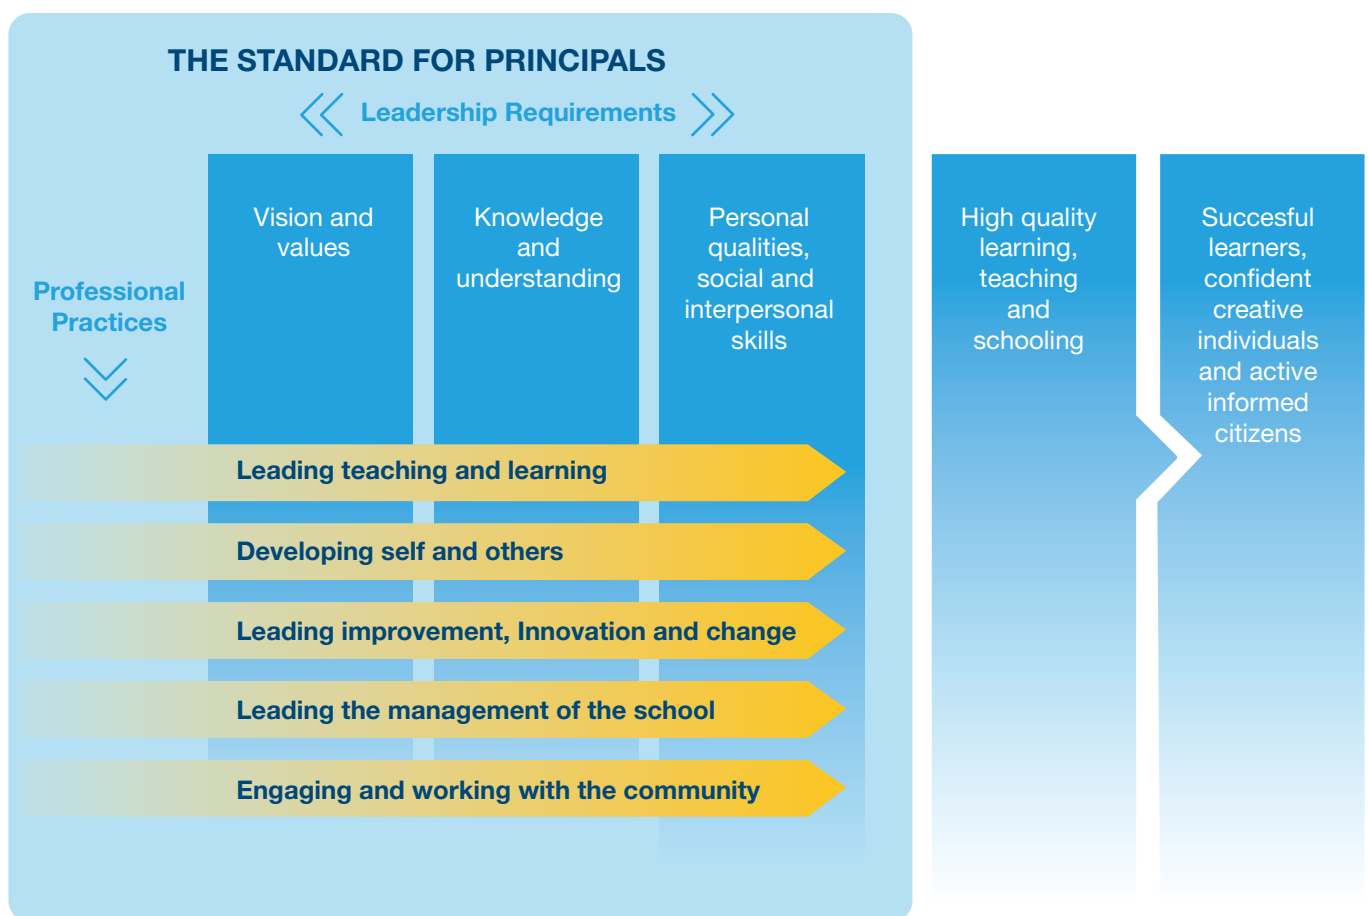 THE STANDARD FOR PRINCIPALS
Leadership Requirements
Professional
Practices
Vision and
values
Knowledge
and
understanding
Personal
qualities,
social and
interpersonal
skills
High quality
learning,
teaching
and
schooling
Succesful
learners,
confident
creative
individuals
and active
informed
citizens
Leading teaching and learning
Developing self and others
Leading improvement, Innovation and change
Leading the management of the school
Engaging and working with the community